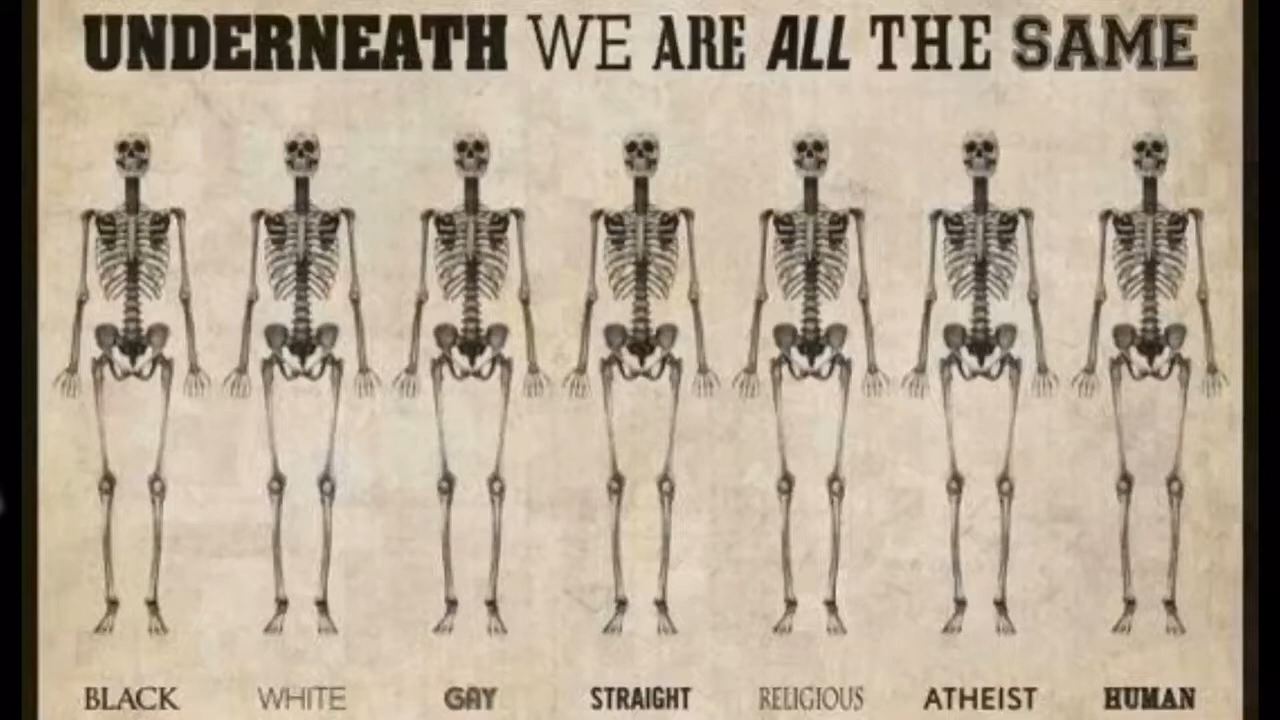 UNDERNEATH WE ARE ALL THE SAME
BLACK WHITE GAY STRAIGHT RELIGIOUS ATHEIST HUMAN